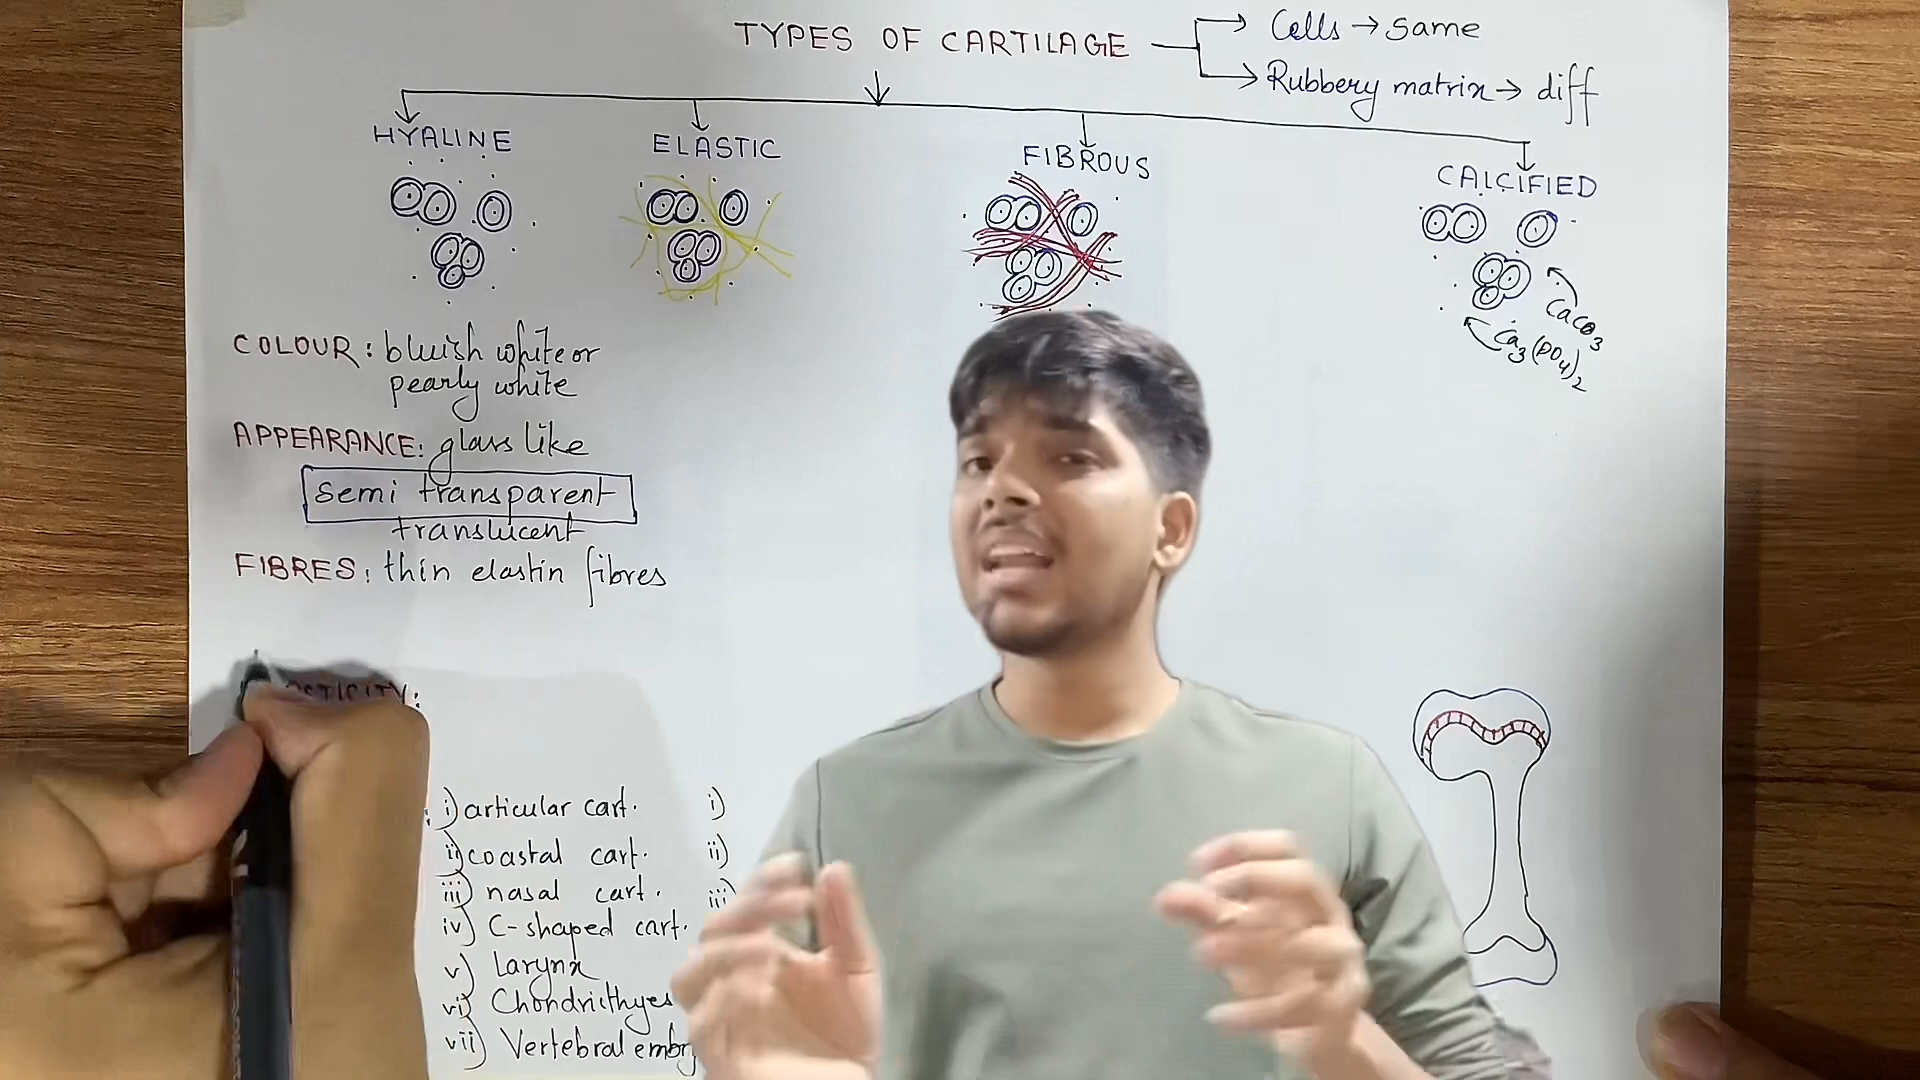 TYPES OF CARTILAGE
Cells → same
Rubbery matrix → diff
HYALINE
ELASTIC
FIBROUS
CALCIFIED
CaCO3
Ca3(PO4)2
COLOUR: bluish white or
pearly white
APPEARANCE: glass like
semi transparent
translucent
FIBRES: thin elastin fibres
i) articular cart. i)
ii) coastal cart. ii)
iii) nasal cart. iii)
iv) C-shaped cart.
v) Larynx
vi) Chondricthyes
vii) Vertebral